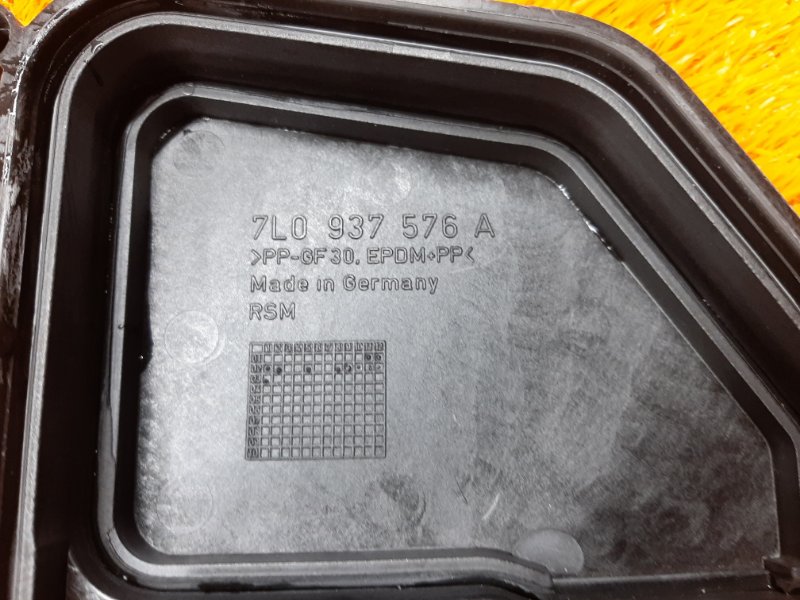 7L0 937 576 A
>PP-GF30.EPDM+PP<
Made in Germany
RSM